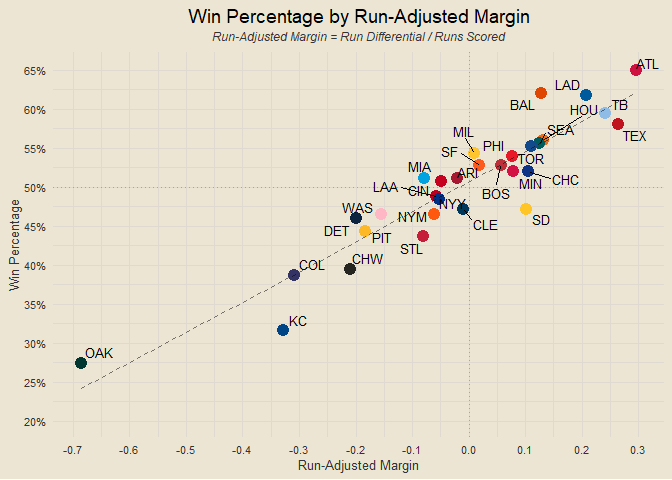 Win Percentage by Run-Adjusted Margin
Run-Adjusted Margin = Run Differential / Runs Scored
65%
60%
55%
50%
45%
40%
35%
30%
25%
20%
Win Percentage
ATL
LAD
BAL
HOU
TB
TEX
SEA
MIL
PHI
SF
TOR
MIA
ARI
LAA
CIN
BOS
MIN
CHC
NYY
WAS
NYM
CLE
SD
DET
PIT
STL
CHW
COL
KC
OAK
-0.7
-0.6
-0.5
-0.4
-0.3
-0.2
-0.1
0.0
0.1
0.2
0.3
Run-Adjusted Margin